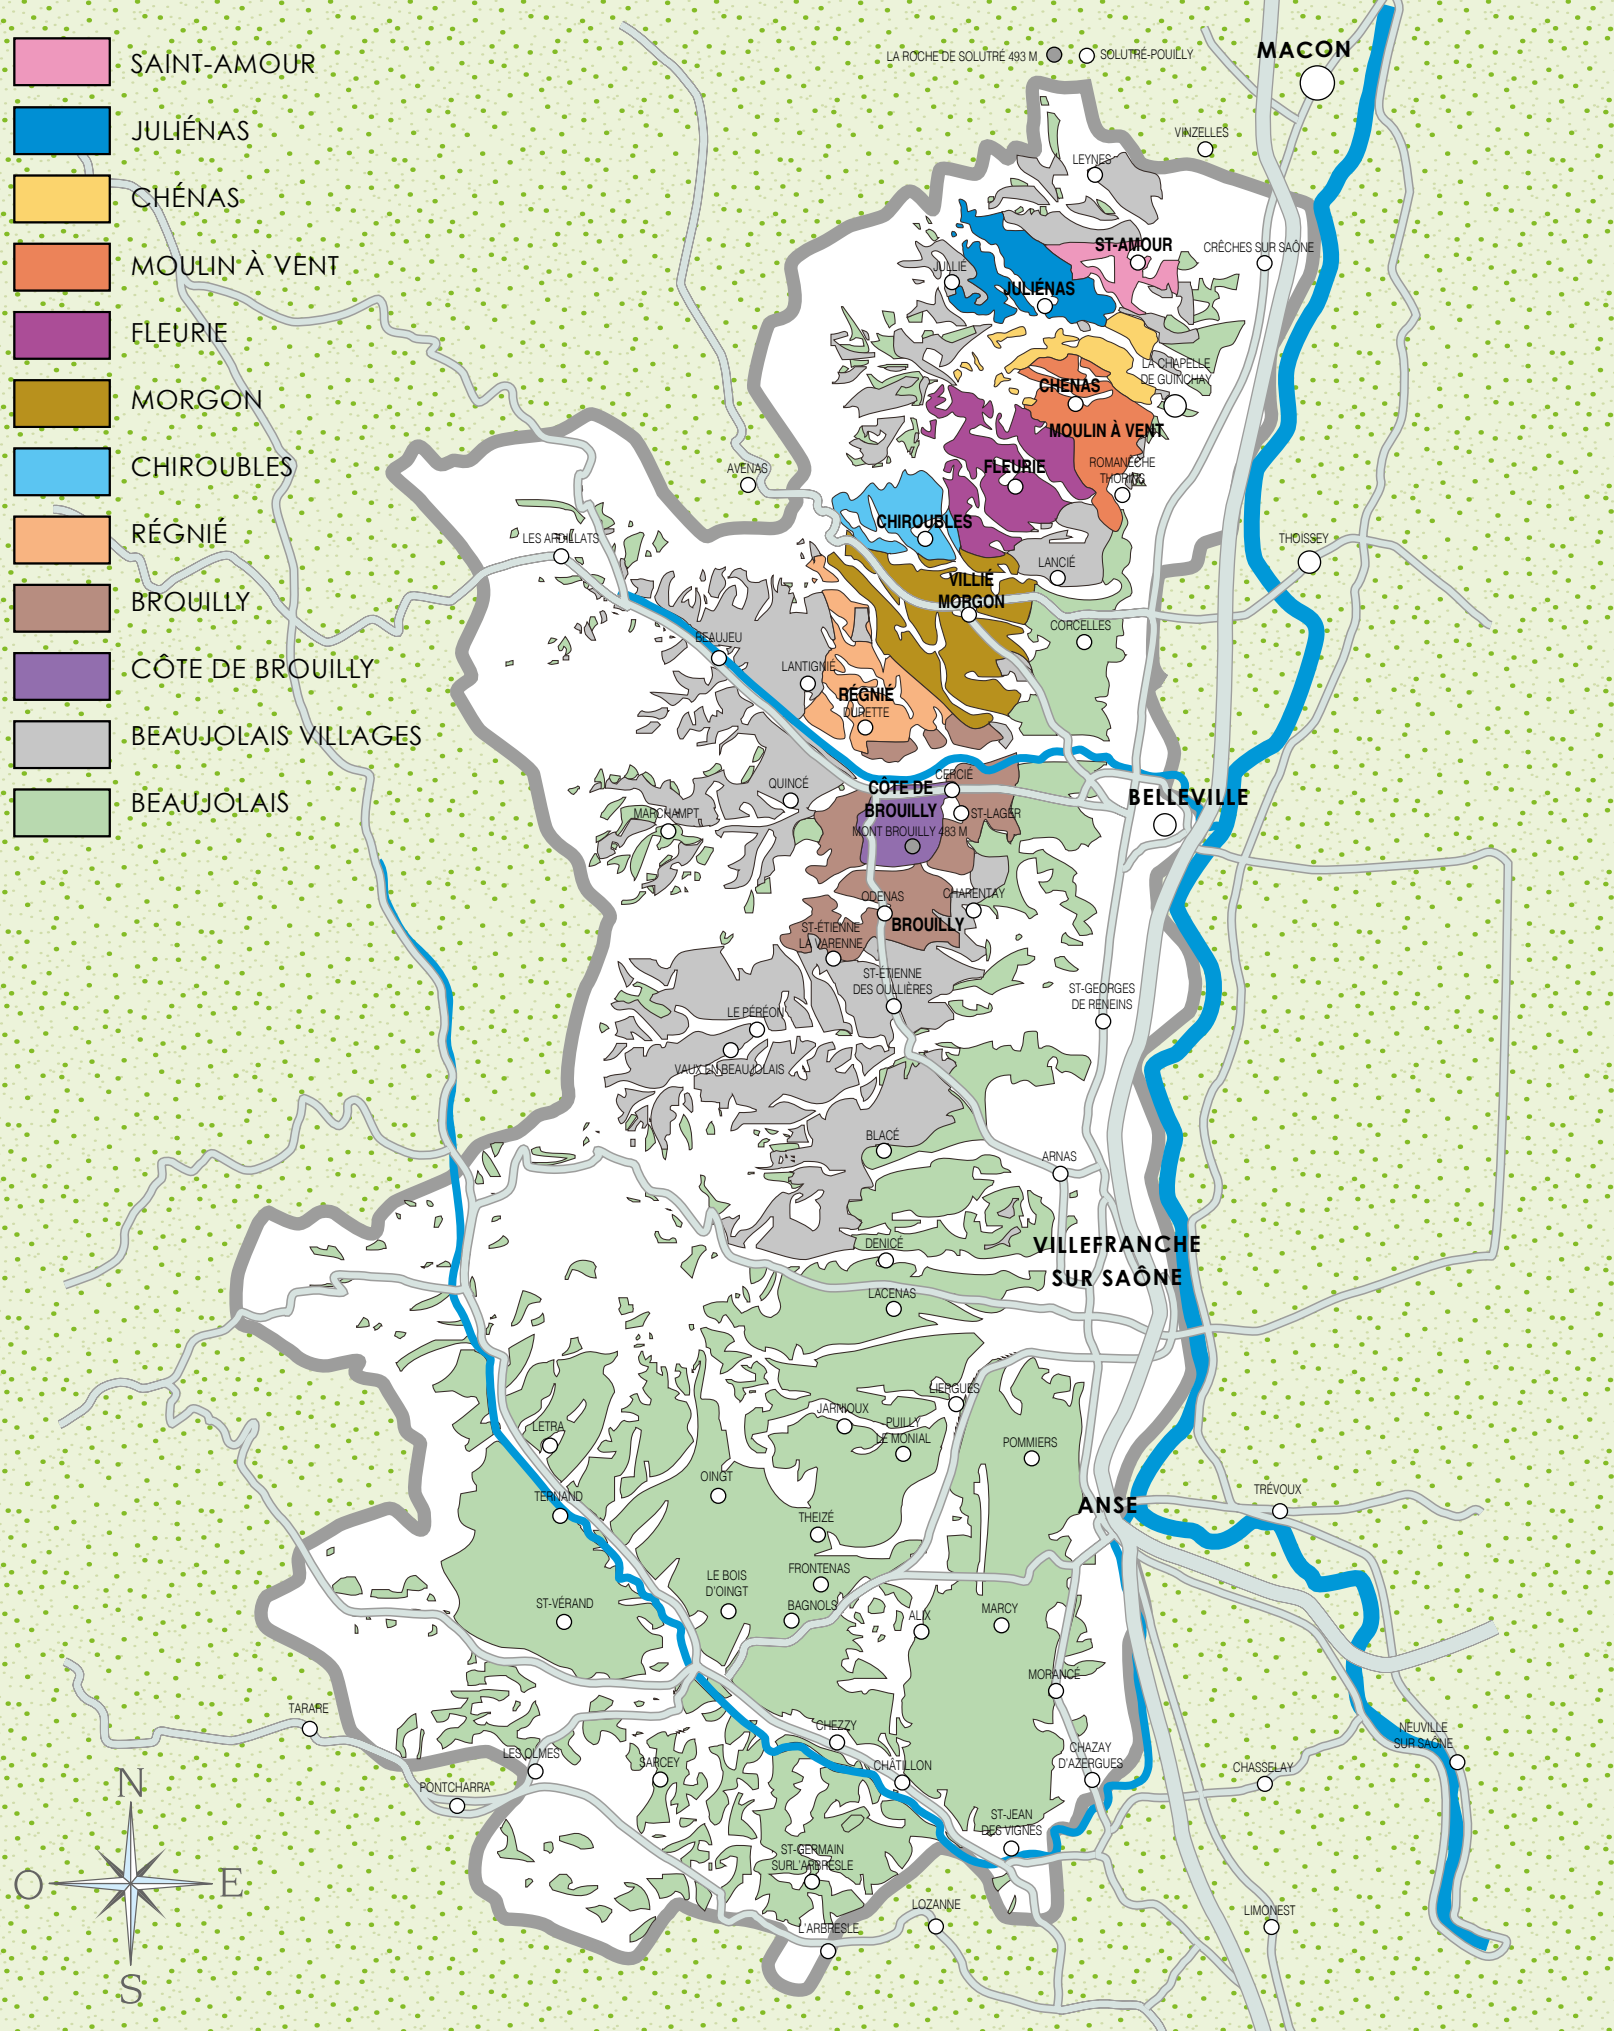 SAINT-AMOUR
JULIÉNAS
CHÉNAS
MOULIN À VENT
FLEURIE
MORGON
CHIROUBLES
RÉGNIÉ
BROUILLY
CÔTE DE BROUILLY
BEAUJOLAIS VILLAGES
BEAUJOLAIS
LA ROCHE DE SOLUTRÉ 493 M
SOLUTRÉ-POUILLY
MACON
VINZELLES
LEYNES
ST-AMOUR
CRÊCHES SUR SAÔNE
JULLIÉ
JULIÉNAS
LA CHAPELLE
DE GUINCHAY
CHENAS
MOULIN À VENT
FLEURIE
ROMANÈCHE
THORINS
AVENAS
CHIROUBLES
LES ARDILLATS
THOISSEY
LANCIÉ
VILLIÉ
MORGON
CORCELLES
BEAUJEU
LANTIGNIÉ
RÉGNIÉ
DURETTE
CERCIÉ
QUINCÉ
CÔTE DE
BROUILLY
BELLEVILLE
MARCHAMPT
ST-LAGER
MONT BROUILLY 483 M
ODENAS
CHARENTAY
BROUILLY
ST-ÉTIENNE
LA VARENNE
ST-ÉTIENNE
DES OULLIÈRES
ST-GEORGES
DE RENEINS
LE PÉRÉON
VAUX EN BEAUJOLAIS
BLACÉ
ARNAS
DENICÉ
VILLEFRANCHE
SUR SAÔNE
LACENAS
LIERGUES
JARNIOUX
PUILLY
LE MONIAL
LETRA
POMMIERS
OINGT
TERNAND
ANSE
TRÉVOUX
THEIZÉ
FRONTENAS
LE BOIS
D'OINGT
ST-VÉRAND
BAGNOLS
ALIX
MARCY
MORANCÉ
TARARE
CHEZZY
NEUVILLE
SUR SAÔNE
LES OLMES
SARCEY
CHÂTILLON
CHAZAY
D'AZERGUES
CHASSELAY
PONTCHARRA
ST-JEAN
DES VIGNES
ST-GERMAIN
SURL'ARBRESLE
LOZANNE
LIMONEST
L'ARBRESLE
N
O
E
S